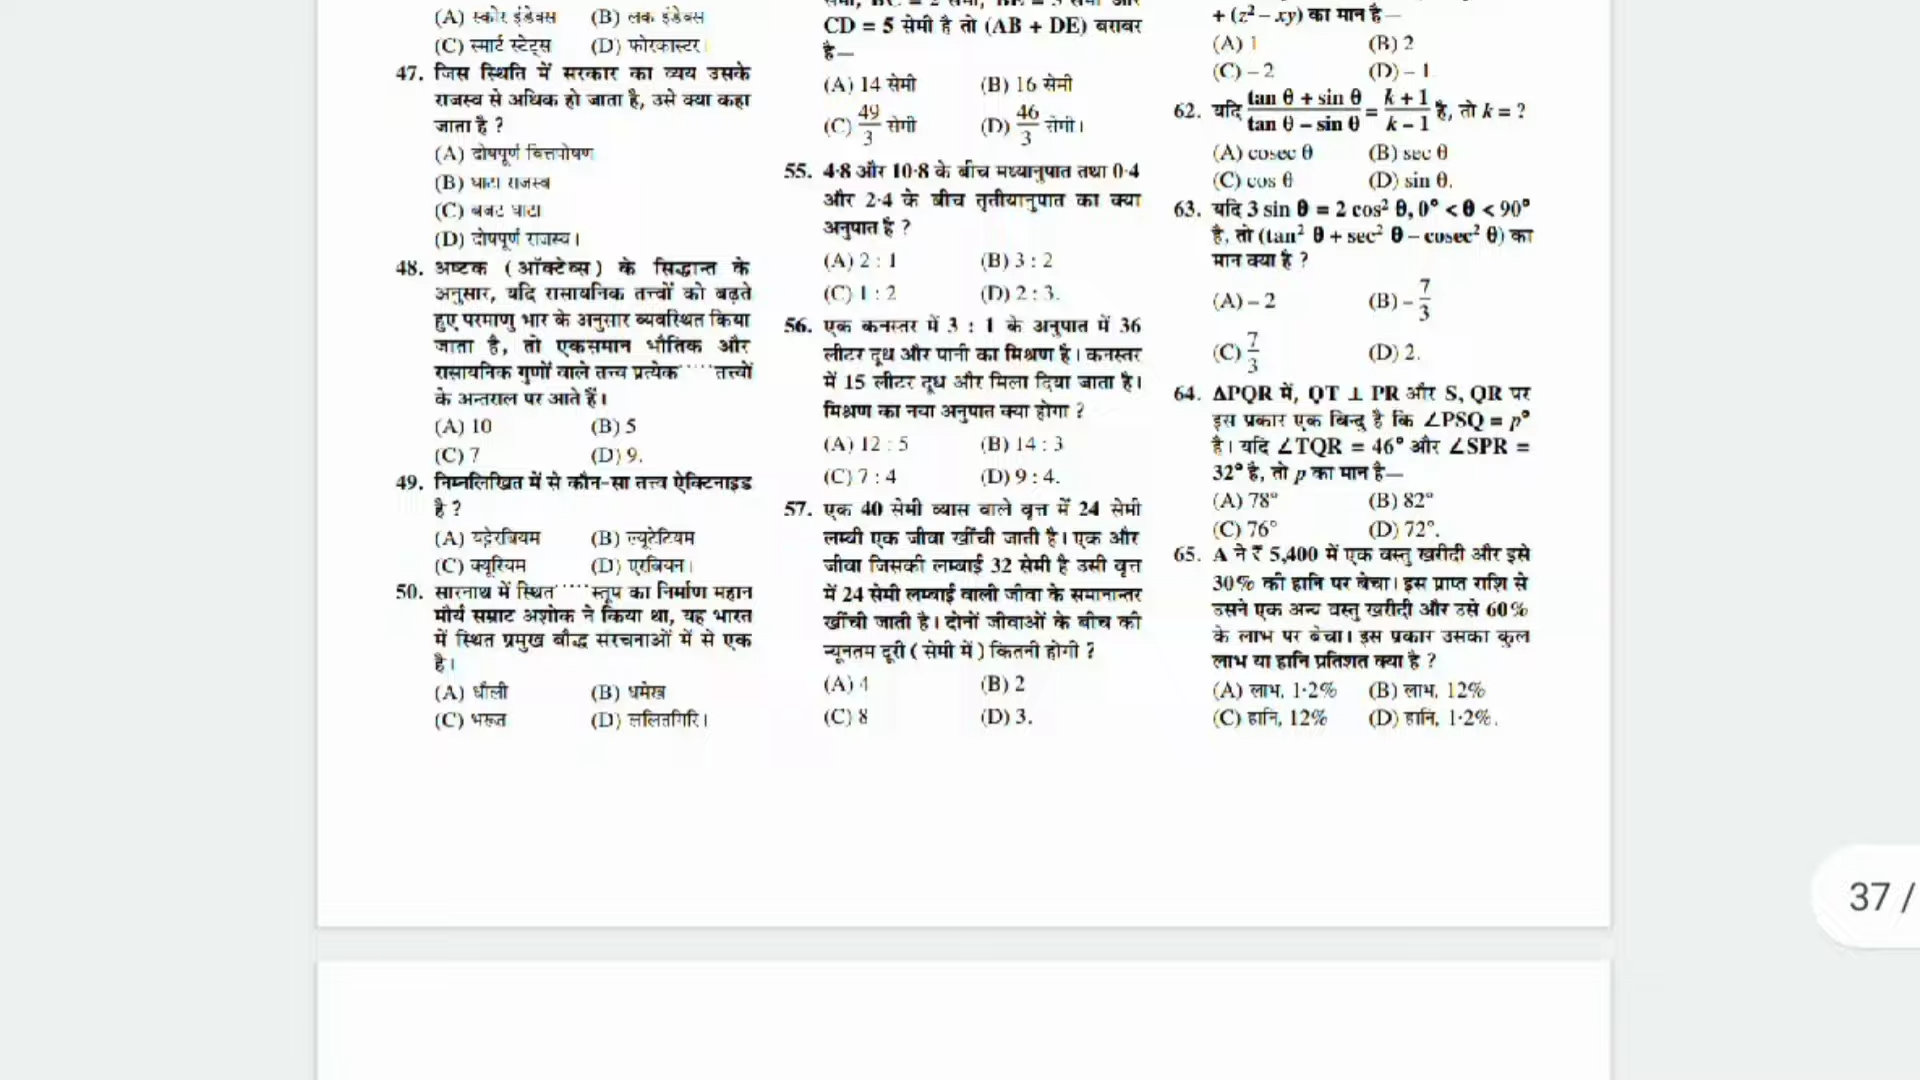 (A) स्कोर इंडेक्स (B) लक इंडेक्स
(C) स्मार्ट स्टेट्स (D) फोरकास्टर।
47. जिस स्थिति में सरकार का व्यय उसके
राजस्व से अधिक हो जाता है, उसे क्या कहा
जाता है ?
(A) दोषपूर्ण वित्तपोषण
(B) घाटा राजस्व
(C) बजट घाटा
(D) दोषपूर्ण राजस्व।
48. अष्टक (ऑक्टेव्स) के सिद्धान्त के
अनुसार, यदि रासायनिक तत्त्वों को बढ़ते
हुए परमाणु भार के अनुसार व्यवस्थित किया
जाता है, तो एकसमान भौतिक और
रासायनिक गुणों वाले तत्त्व प्रत्येक ····· तत्त्वों
के अन्तराल पर आते हैं।
(A) 10 (B) 5
(C) 7 (D) 9.
49. निम्नलिखित में से कौन-सा तत्त्व ऐक्टिनाइड
है ?
(A) यट्टेरबियम (B) ल्यूटेटियम
(C) क्यूरियम (D) एरबियन।
50. सारनाथ में स्थित ····· स्तूप का निर्माण महान
मौर्य सम्राट अशोक ने किया था, यह भारत
में स्थित प्रमुख बौद्ध संरचनाओं में से एक
है।
(A) धौली (B) धमेख
(C) भरूत (D) ललितगिरि।
CD = 5 सेमी है तो (AB + DE) बराबर
है—
(A) 14 सेमी (B) 16 सेमी
(C) 49/3 सेमी (D) 46/3 सेमी।
55. 4·8 और 10·8 के बीच मध्यानुपात तथा 0·4
और 2·4 के बीच तृतीयानुपात का क्या
अनुपात है ?
(A) 2 : 1 (B) 3 : 2
(C) 1 : 2 (D) 2 : 3.
56. एक कनस्तर में 3 : 1 के अनुपात में 36
लीटर दूध और पानी का मिश्रण है। कनस्तर
में 15 लीटर दूध और मिला दिया जाता है।
मिश्रण का नया अनुपात क्या होगा ?
(A) 12 : 5 (B) 14 : 3
(C) 7 : 4 (D) 9 : 4.
57. एक 40 सेमी व्यास वाले वृत्त में 24 सेमी
लम्बी एक जीवा खींची जाती है। एक और
जीवा जिसकी लम्बाई 32 सेमी है उसी वृत्त
में 24 सेमी लम्बाई वाली जीवा के समानान्तर
खींची जाती है। दोनों जीवाओं के बीच की
न्यूनतम दूरी (सेमी में) कितनी होगी ?
(A) 4 (B) 2
(C) 8 (D) 3.
+ (z² – xy) का मान है—
(A) 1 (B) 2
(C) – 2 (D) – 1
62. यदि (tan θ + sin θ)/(tan θ – sin θ) = (k + 1)/(k – 1) है, तो k = ?
(A) cosec θ (B) sec θ
(C) cos θ (D) sin θ.
63. यदि 3 sin θ = 2 cos² θ, 0° < θ < 90°
है, तो (tan² θ + sec² θ – cosec² θ) का
मान क्या है ?
(A) – 2 (B) – 7/3
(C) 7/3 (D) 2.
64. ΔPQR में, QT ⊥ PR और S, QR पर
इस प्रकार एक बिन्दु है कि ∠PSQ = p°
है। यदि ∠TQR = 46° और ∠SPR =
32° है, तो p का मान है—
(A) 78° (B) 82°
(C) 76° (D) 72°.
65. A ने ₹ 5,400 में एक वस्तु खरीदी और इसे
30% की हानि पर बेचा। इस प्राप्त राशि से
उसने एक अन्य वस्तु खरीदी और उसे 60%
के लाभ पर बेचा। इस प्रकार उसका कुल
लाभ या हानि प्रतिशत क्या है ?
(A) लाभ, 1·2% (B) लाभ, 12%
(C) हानि, 12% (D) हानि, 1·2%.
37 /